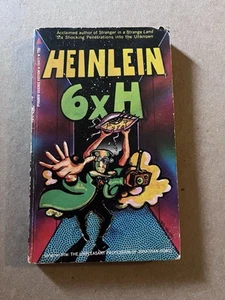 Acclaimed author of Stranger in a Strange Land
Six Shocking Penetrations into the Unknown
HEINLEIN
6xH
THE UNPLEASANT PROFESSION OF JONATHAN HOAG